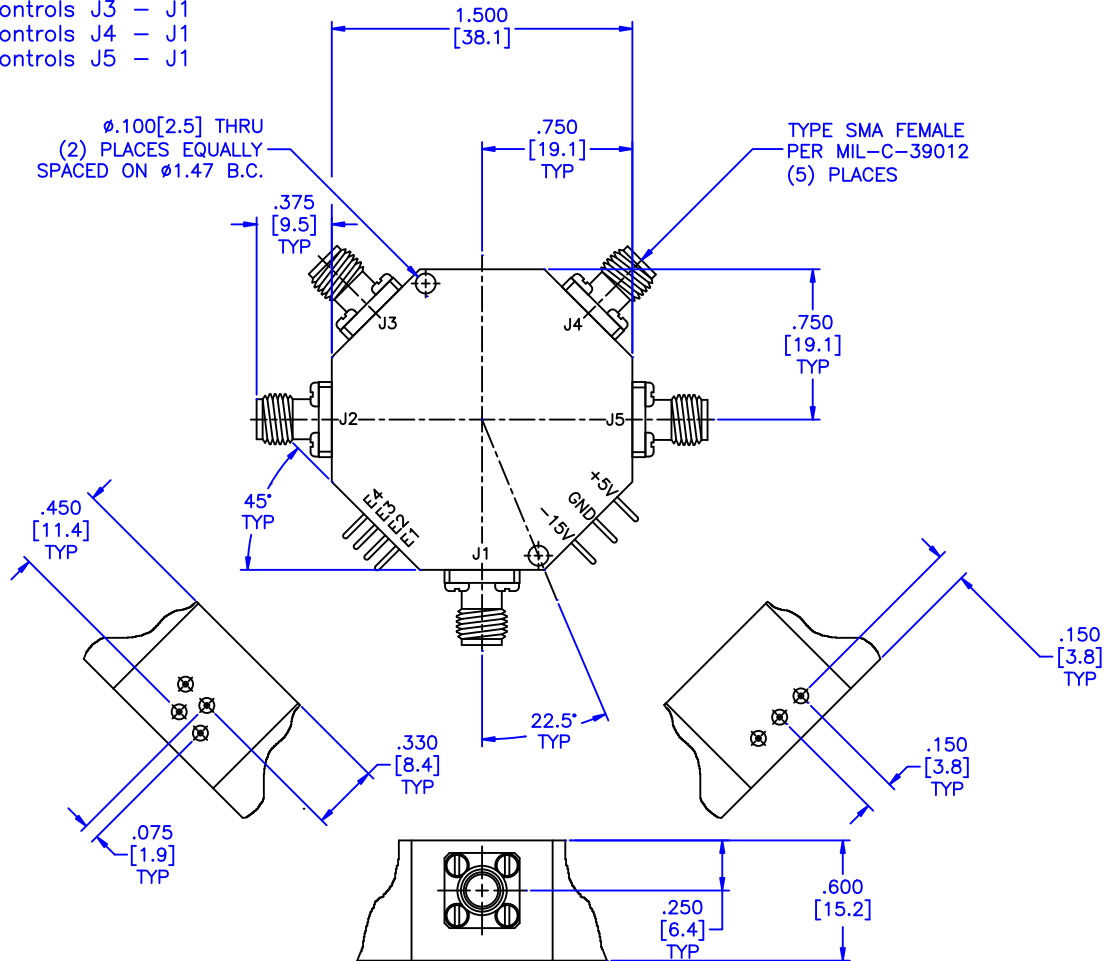 ontrols J3 – J1
ontrols J4 – J1
ontrols J5 – J1
1.500
[38.1]
ø.100[2.5] THRU
(2) PLACES EQUALLY
SPACED ON ø1.47 B.C.
.750
[19.1]
TYP
TYPE SMA FEMALE
PER MIL–C–39012
(5) PLACES
.375
[9.5]
TYP
J3
J4
.750
[19.1]
TYP
J2
J5
45°
TYP
E4
E3
E2
E1
J1
–15V
GND
+5V
.450
[11.4]
TYP
22.5°
TYP
.150
[3.8]
TYP
.330
[8.4]
TYP
.150
[3.8]
TYP
.075
[1.9]
TYP
.250
[6.4]
TYP
.600
[15.2]